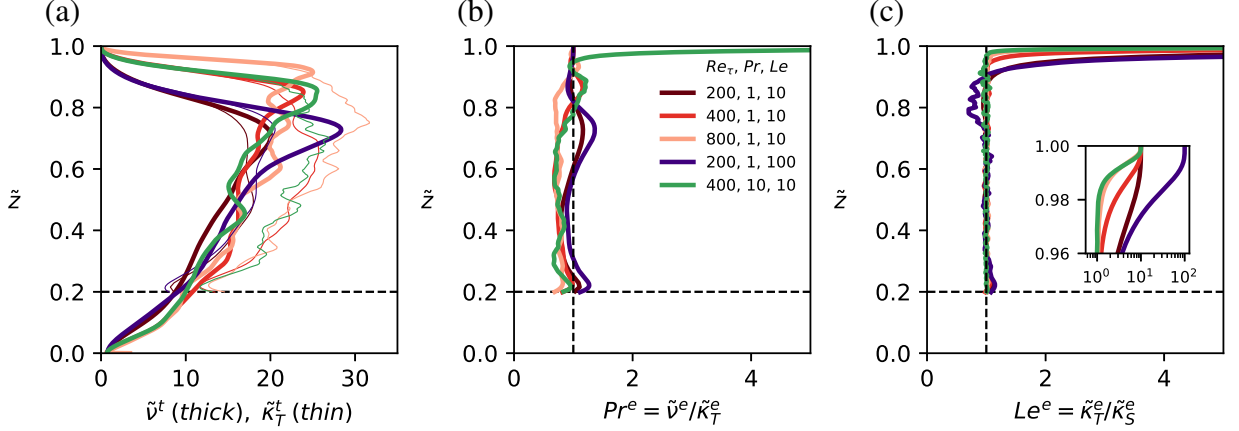 (a)
1.0
0.8
0.6
z̃
0.4
0.2
0.0
0 10 20 30
ν̃ᵗ (thick), κ̃ᵗ_T (thin)
(b)
1.0
0.8
0.6
z̃
0.4
0.2
0.0
0 2 4
Prᵉ = ν̃ᵉ/κ̃ᵉ_T
Re_τ, Pr, Le
200, 1, 10
400, 1, 10
800, 1, 10
200, 1, 100
400, 10, 10
(c)
1.0
0.8
0.6
z̃
0.4
0.2
0.0
0 2 4
Leᵉ = κ̃ᵉ_T/κ̃ᵉ_S
1.00
0.98
0.96
10⁰ 10¹ 10²